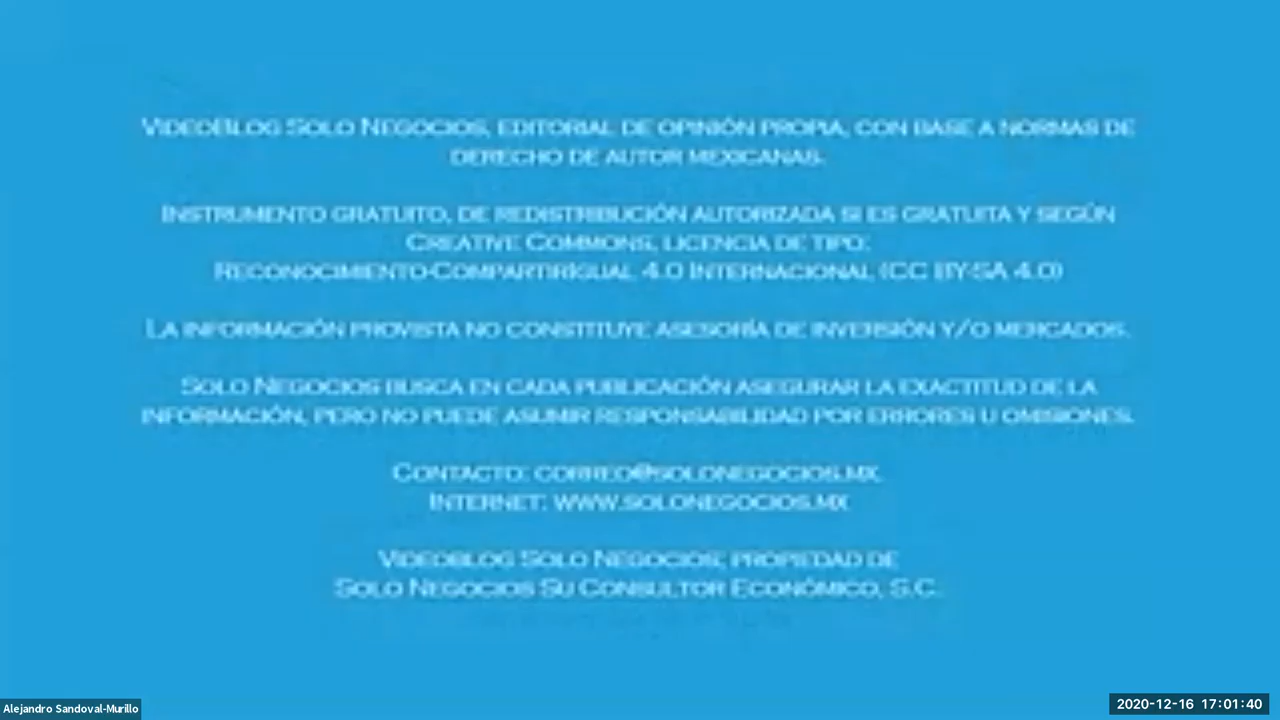 VideoBlog Solo Negocios, editorial de opinión propia, con base a normas de
derecho de autor mexicanas.
Instrumento gratuito, de redistribución autorizada si es gratuita y según
Creative Commons, licencia de tipo:
Reconocimiento-CompartirIgual 4.0 Internacional (CC BY-SA 4.0)
La información provista no constituye asesoría de inversión y/o mercados.
Solo Negocios busca en cada publicación asegurar la exactitud de la
información, pero no puede asumir responsabilidad por errores u omisiones.
Contacto: correo@solonegocios.mx
Internet: www.solonegocios.mx
Videoblog Solo Negocios; propiedad de
Solo Negocios Su Consultor Económico, S.C.
Alejandro Sandoval-Murillo
2020-12-16 17:01:40